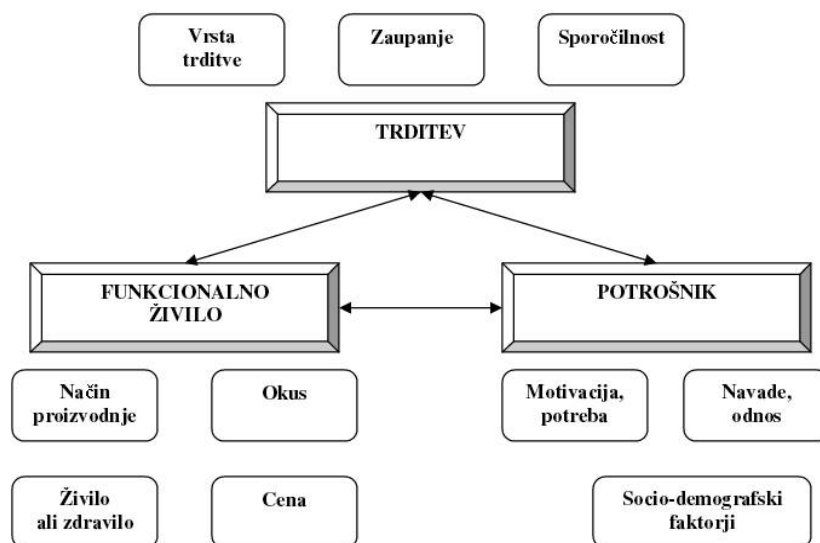 Vrsta
trditve
Zaupanje
Sporočilnost
TRDITEV
FUNKCIONALNO
ŽIVILO
POTROŠNIK
Način
proizvodnje
Okus
Motivacija,
potreba
Navade,
odnos
Živilo
ali zdravilo
Cena
Socio-demografski
faktorji